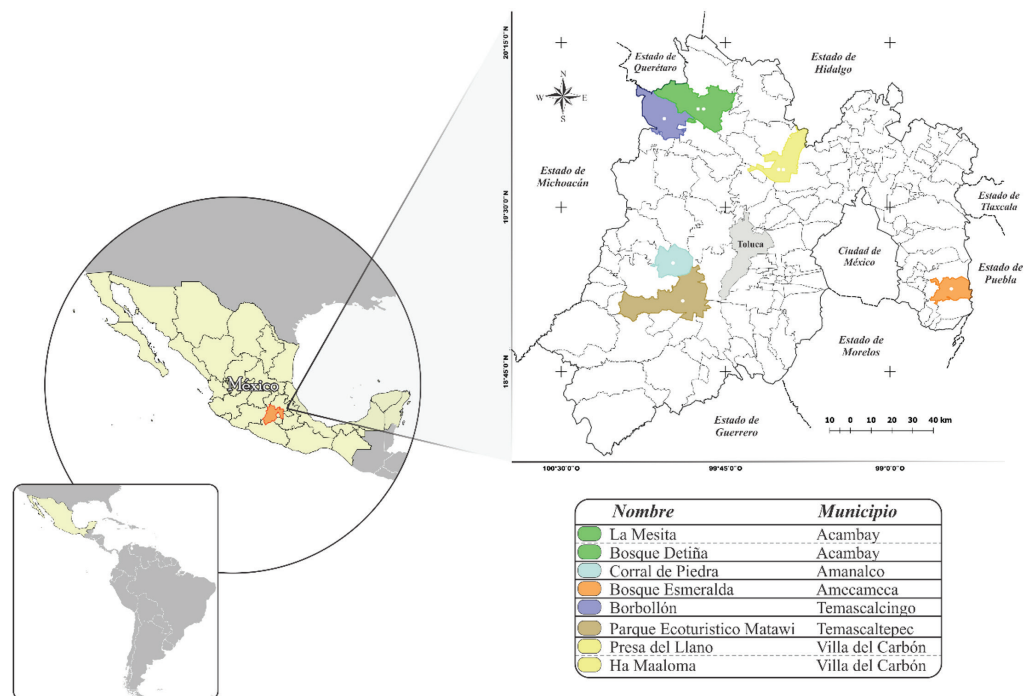 México
20°15'0"N
19°30'0"N
18°45'0"N
100°30'0"O
99°45'0"O
99°0'0"O
N
W
E
S
Estado de
Querétaro
Estado de
Hidalgo
Estado de
Michoacán
Estado de
Tlaxcala
Toluca
Ciudad de
México
Estado de
Puebla
Estado de
Morelos
Estado de
Guerrero
10 0 10 20 30 40 km
Nombre Municipio
La Mesita Acambay
Bosque Detiña Acambay
Corral de Piedra Amanalco
Bosque Esmeralda Amecameca
Borbollón Temascalcingo
Parque Ecoturistico Matawi Temascaltepec
Presa del Llano Villa del Carbón
Ha Maaloma Villa del Carbón